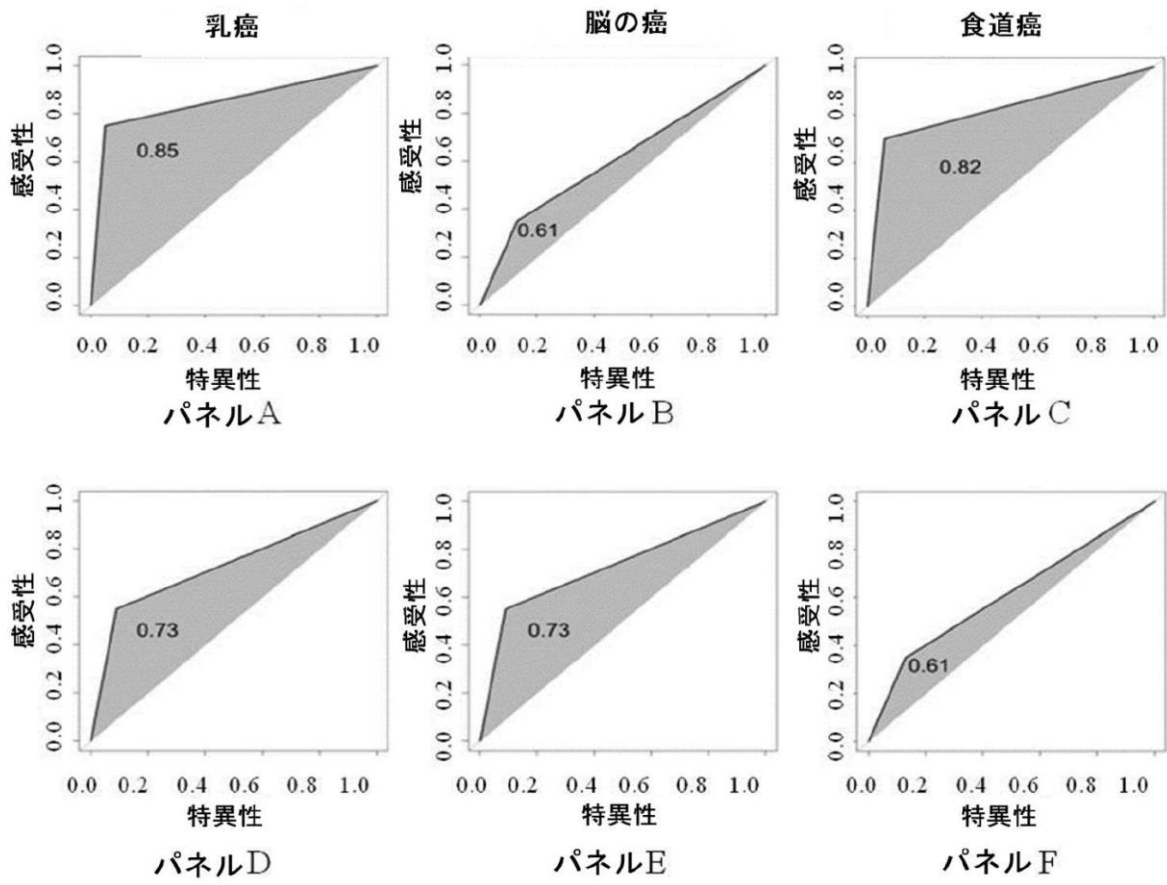 乳癌 脳の癌 食道癌
感受性 1.0 0.8 0.6 0.4 0.2 0.0 0.85
感受性 1.0 0.8 0.6 0.4 0.2 0.0 0.61
感受性 1.0 0.8 0.6 0.4 0.2 0.0 0.82
0.0 0.2 0.4 0.6 0.8 1.0 0.0 0.2 0.4 0.6 0.8 1.0 0.0 0.2 0.4 0.6 0.8 1.0
特異性 特異性 特異性
パネルA パネルB パネルC
感受性 1.0 0.8 0.6 0.4 0.2 0.0 0.73
感受性 1.0 0.8 0.6 0.4 0.2 0.0 0.73
感受性 1.0 0.8 0.6 0.4 0.2 0.0 0.61
0.0 0.2 0.4 0.6 0.8 1.0 0.0 0.2 0.4 0.6 0.8 1.0 0.0 0.2 0.4 0.6 0.8 1.0
特異性 特異性 特異性
パネルD パネルE パネルF